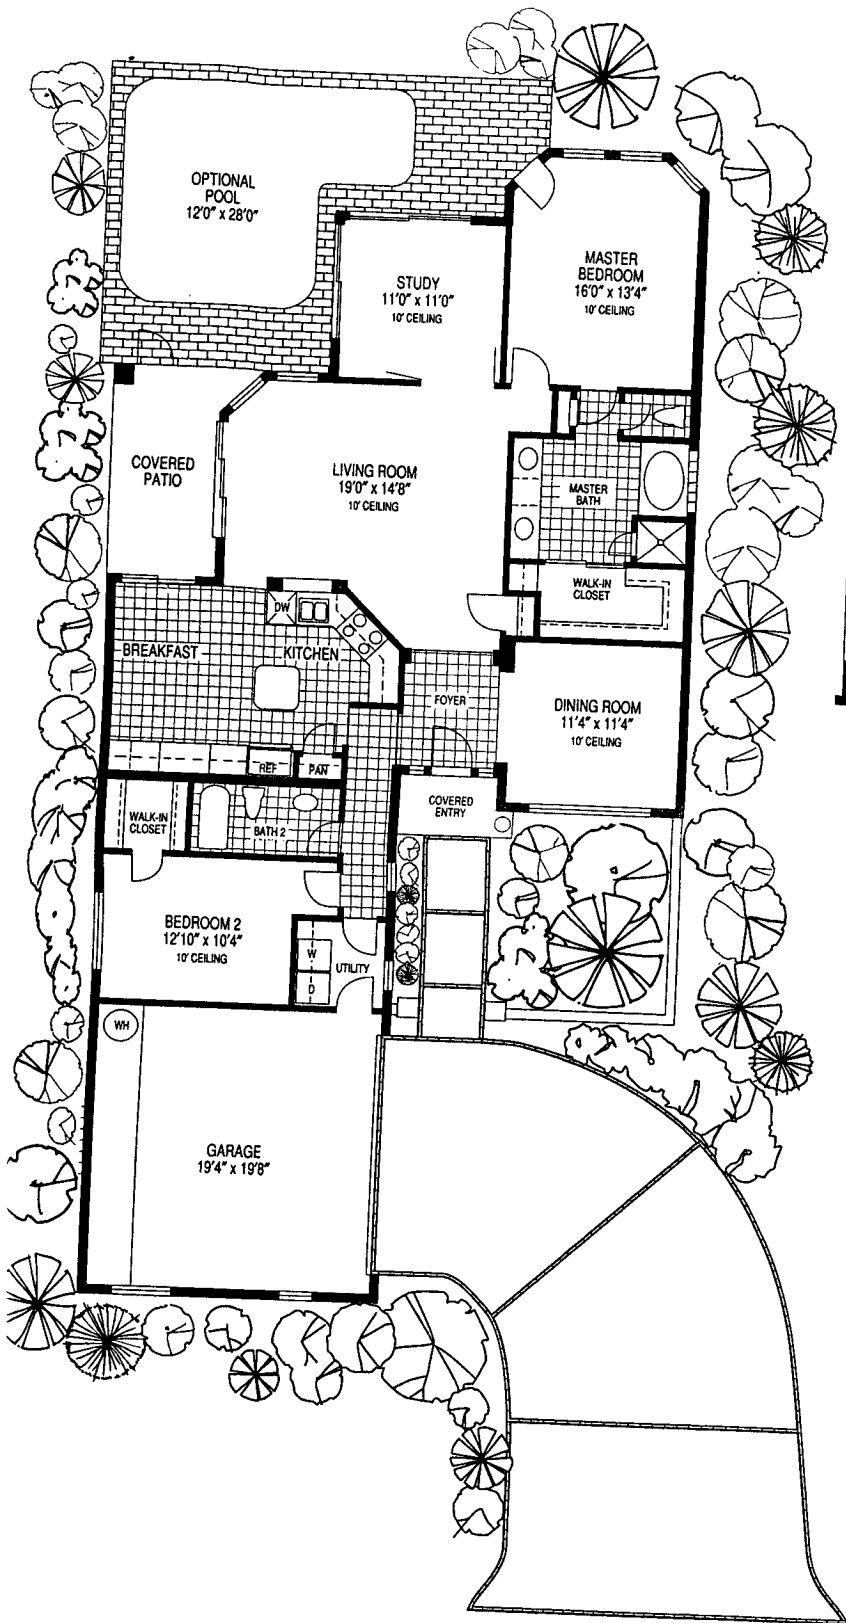 OPTIONAL
POOL
12'0" x 28'0"
STUDY
11'0" x 11'0"
10' CEILING
MASTER
BEDROOM
16'0" x 13'4"
10' CEILING
COVERED
PATIO
LIVING ROOM
19'0" x 14'8"
10' CEILING
MASTER
BATH
WALK-IN
CLOSET
DW
BREAKFAST
KITCHEN
FOYER
DINING ROOM
11'4" x 11'4"
10' CEILING
REF
PAN
COVERED
ENTRY
WALK-IN
CLOSET
BATH 2
BEDROOM 2
12'10" x 10'4"
10' CEILING
W
UTILITY
D
WH
GARAGE
19'4" x 19'8"